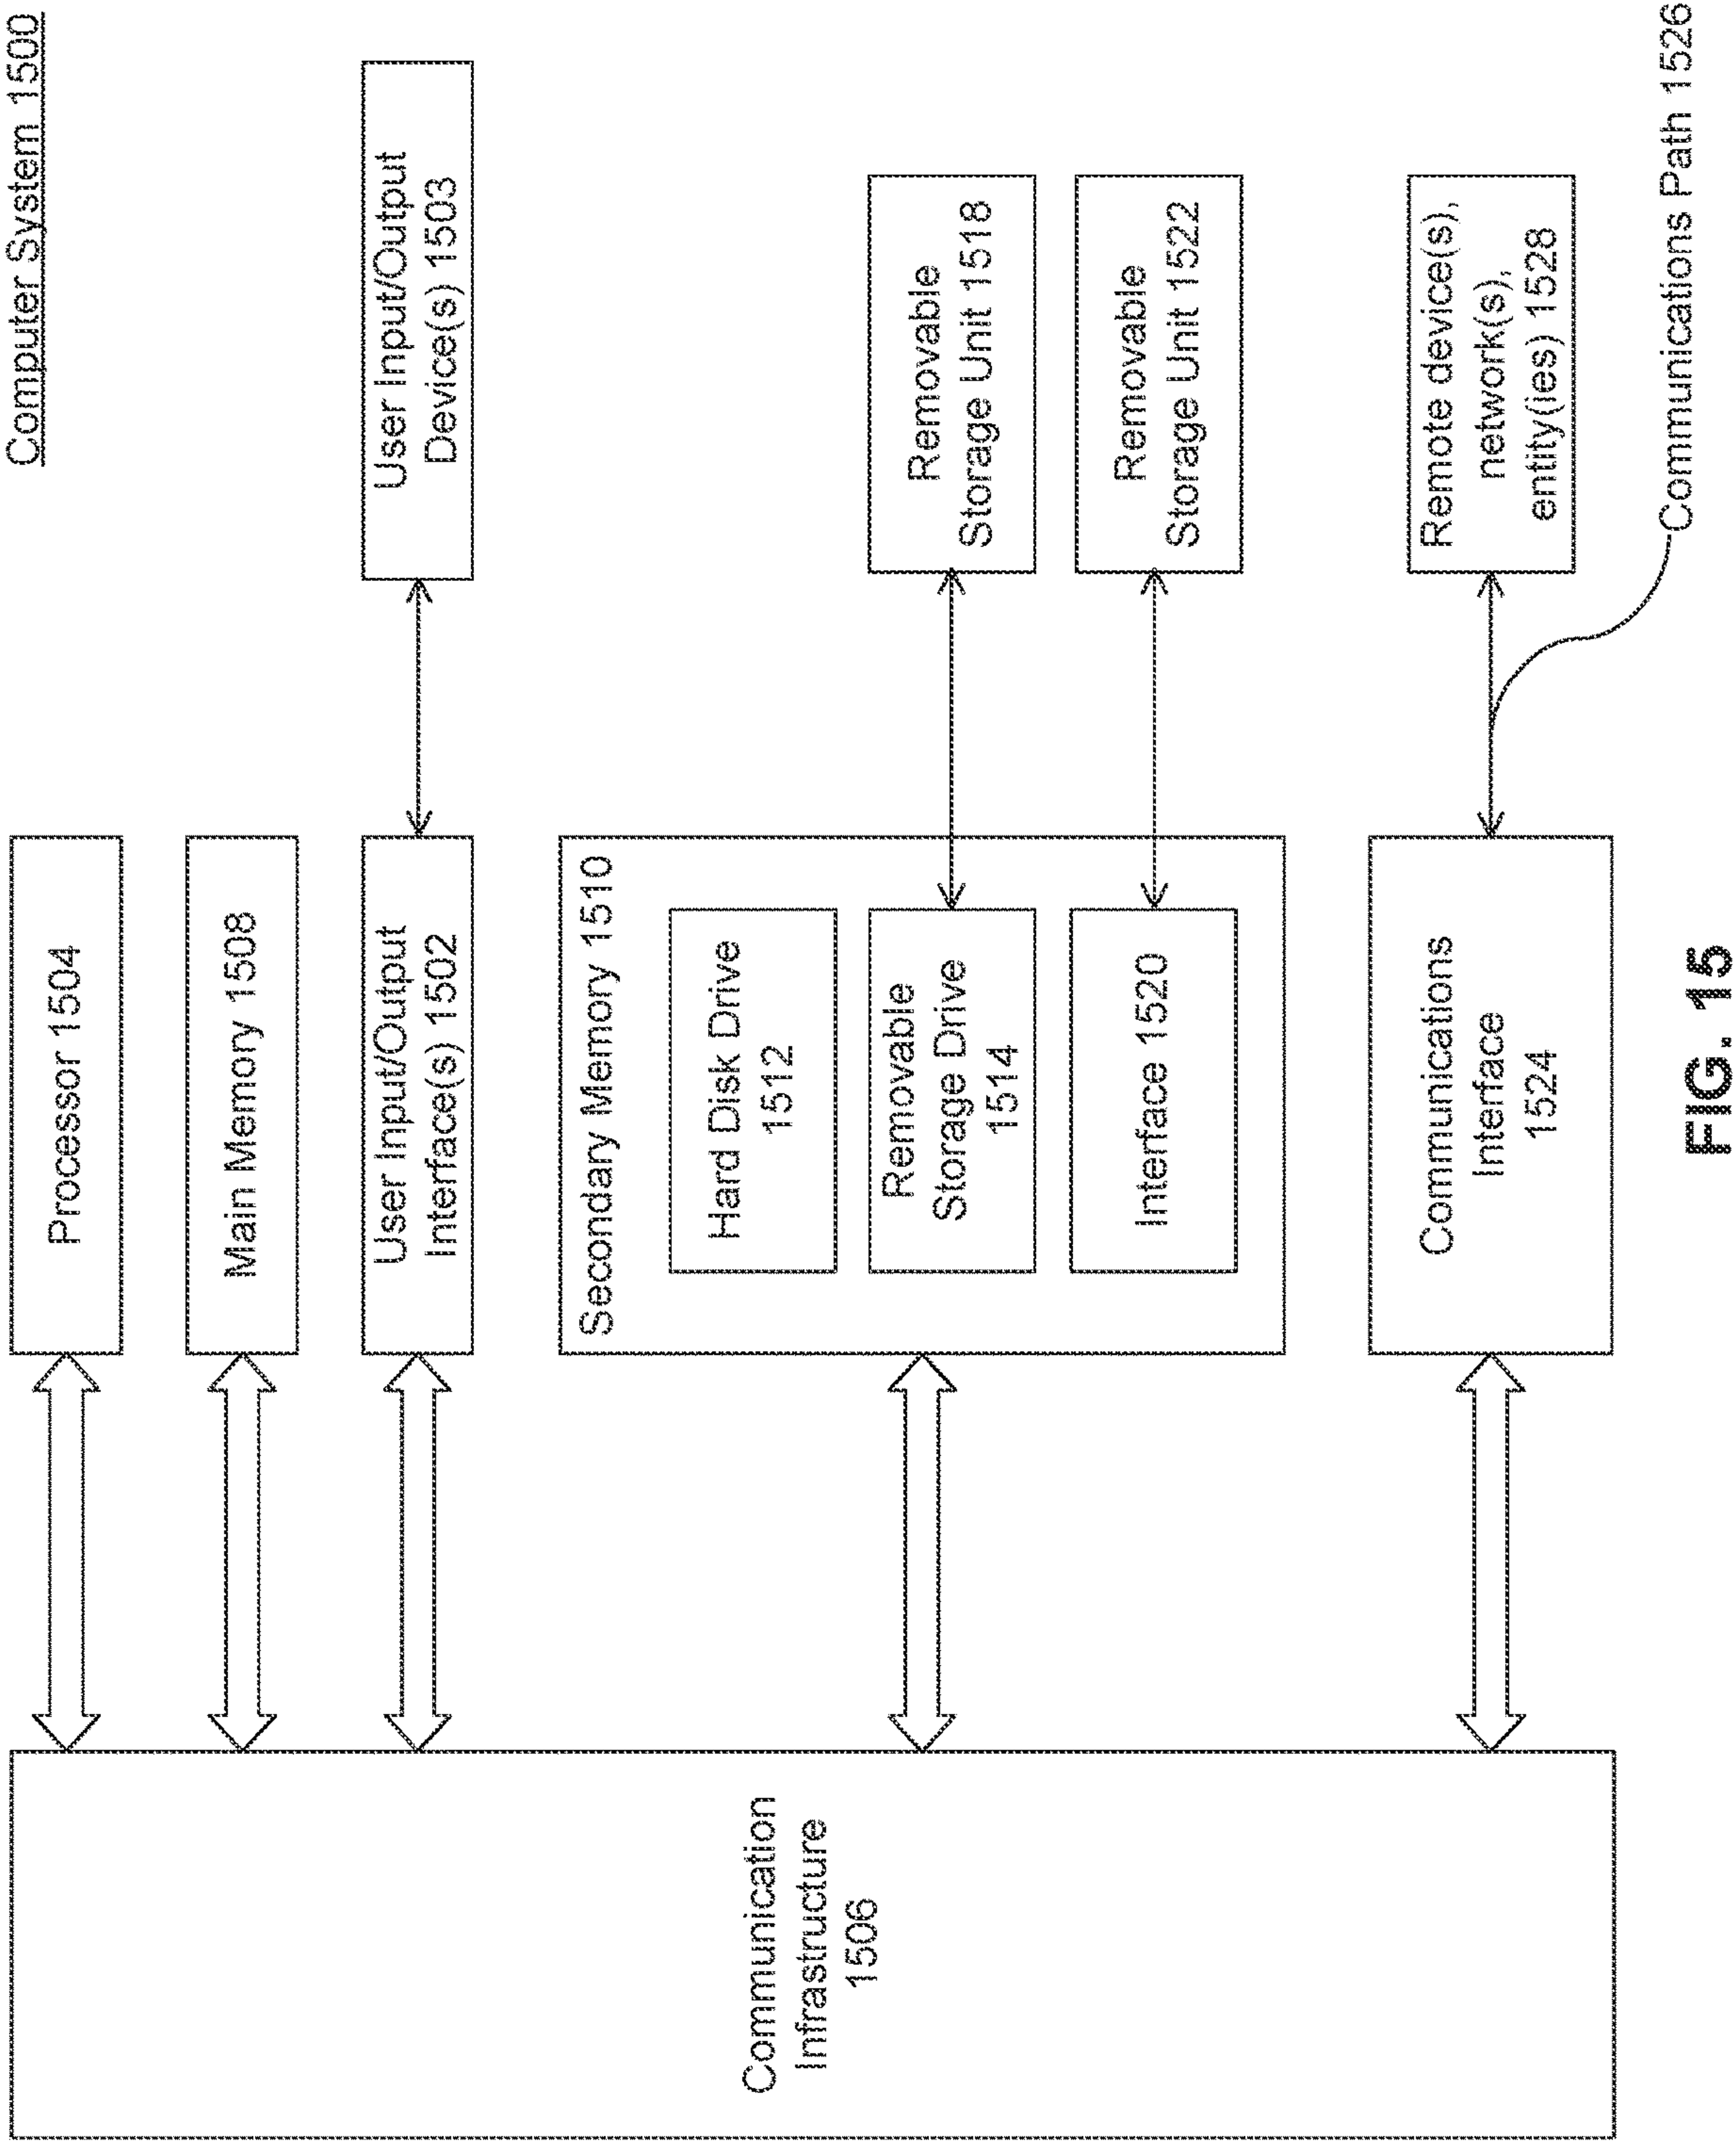 Computer System 1500
Processor 1504
Main Memory 1508
User Input/Output
Interface(s) 1502
User Input/Output
Device(s) 1503
Communication
Infrastructure
1506
Secondary Memory 1510
Hard Disk Drive
1512
Removable
Storage Drive
1514
Interface 1520
Removable
Storage Unit 1518
Removable
Storage Unit 1522
Communications
Interface
1524
Remote device(s),
network(s),
entity(ies) 1528
Communications Path 1526
FIG. 15